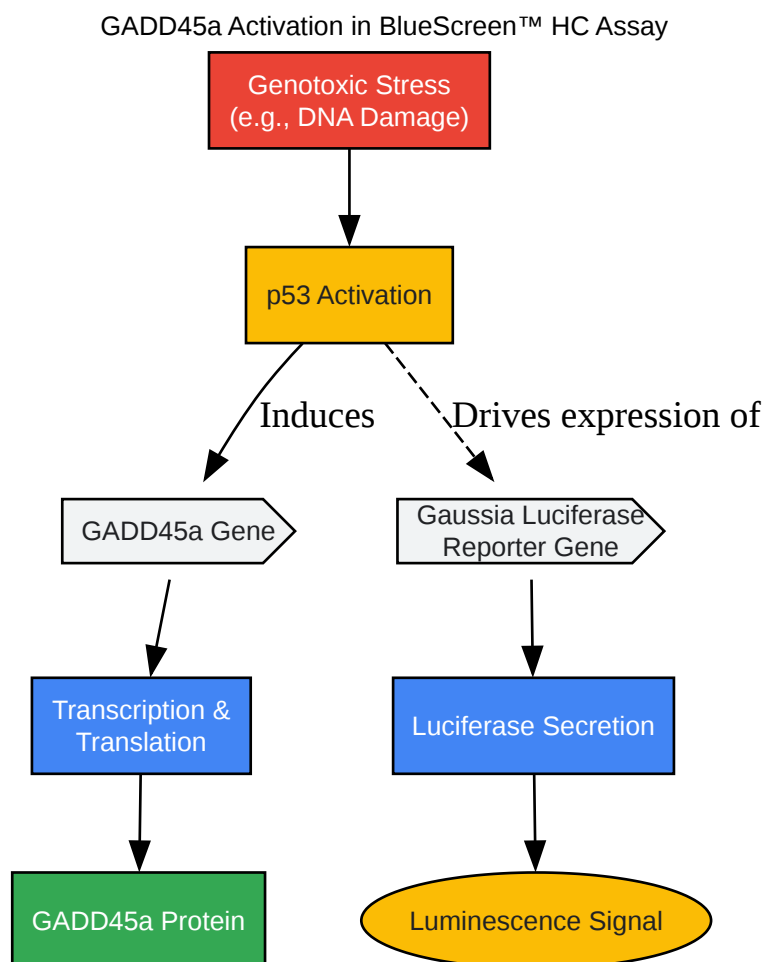 GADD45a Activation in BlueScreen™ HC Assay
Genotoxic Stress
(e.g., DNA Damage)
p53 Activation
Induces
Drives expression of
GADD45a Gene
Gaussia Luciferase
Reporter Gene
Transcription &
Translation
Luciferase Secretion
GADD45a Protein
Luminescence Signal